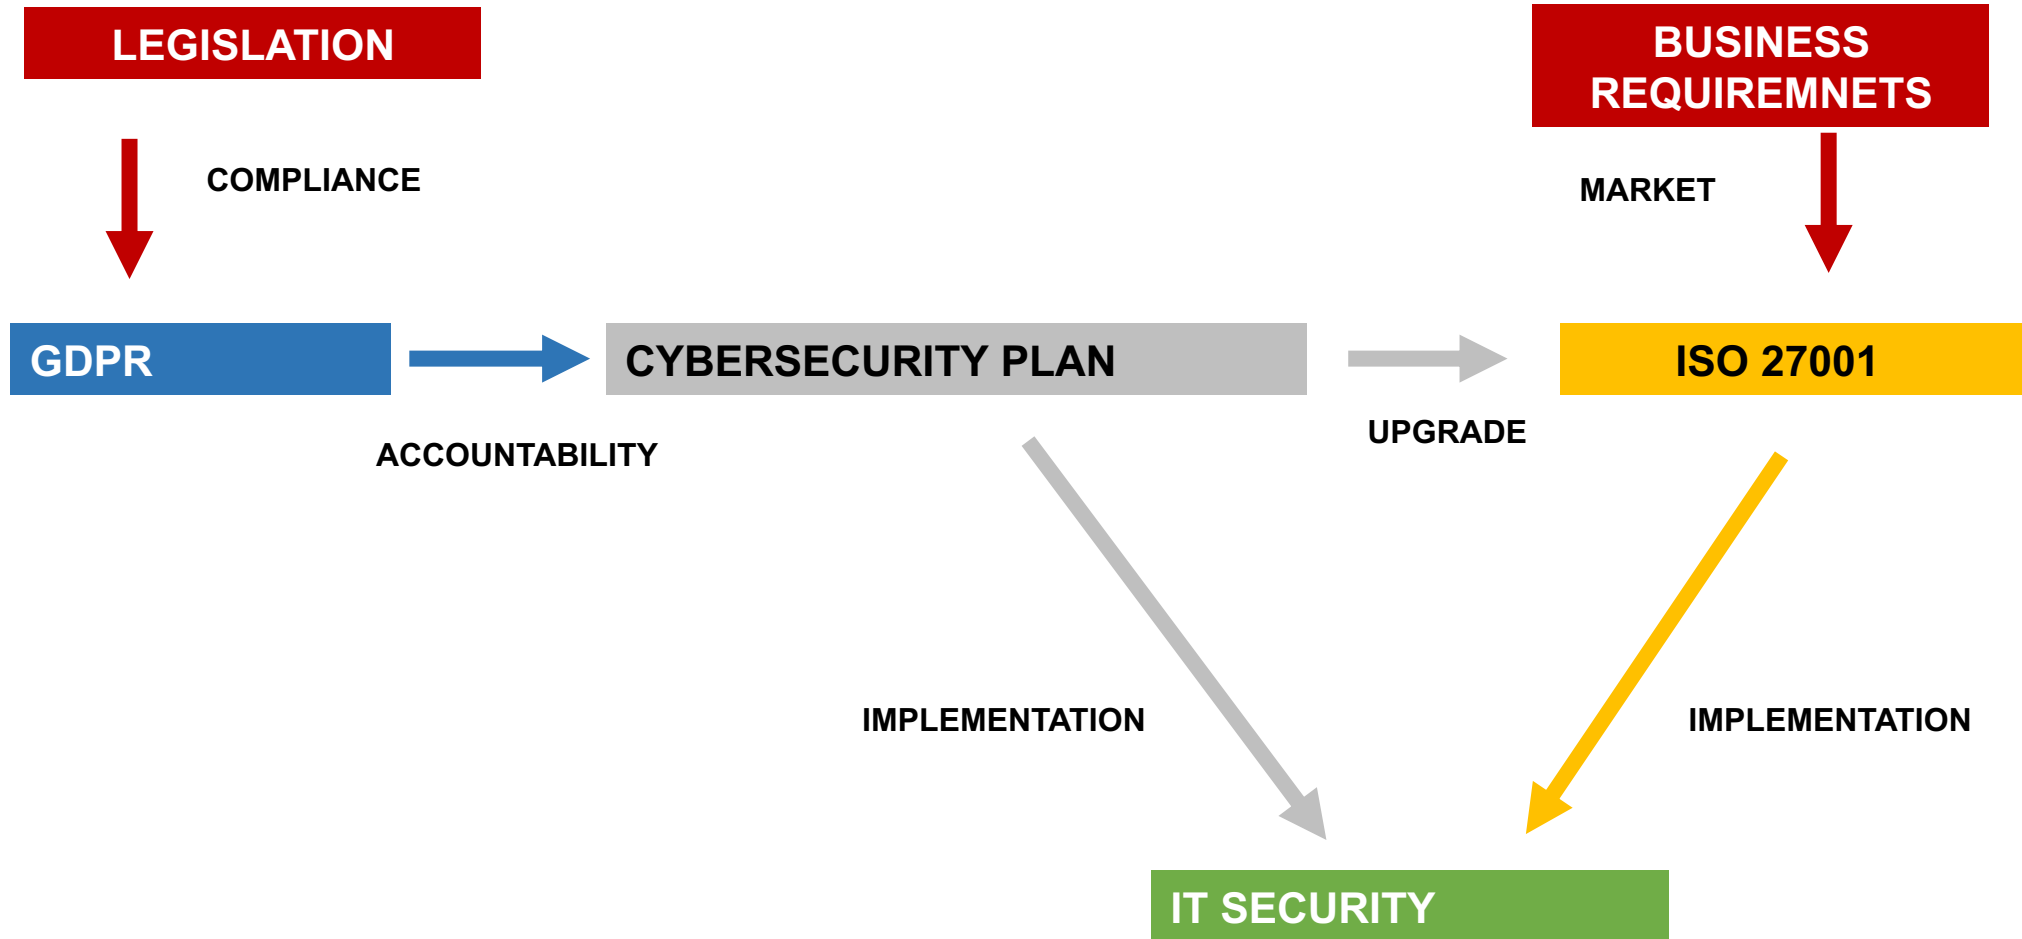 LEGISLATION
BUSINESS
REQUIREMNETS
COMPLIANCE
MARKET
GDPR
CYBERSECURITY PLAN
ISO 27001
ACCOUNTABILITY
UPGRADE
IMPLEMENTATION
IMPLEMENTATION
IT SECURITY